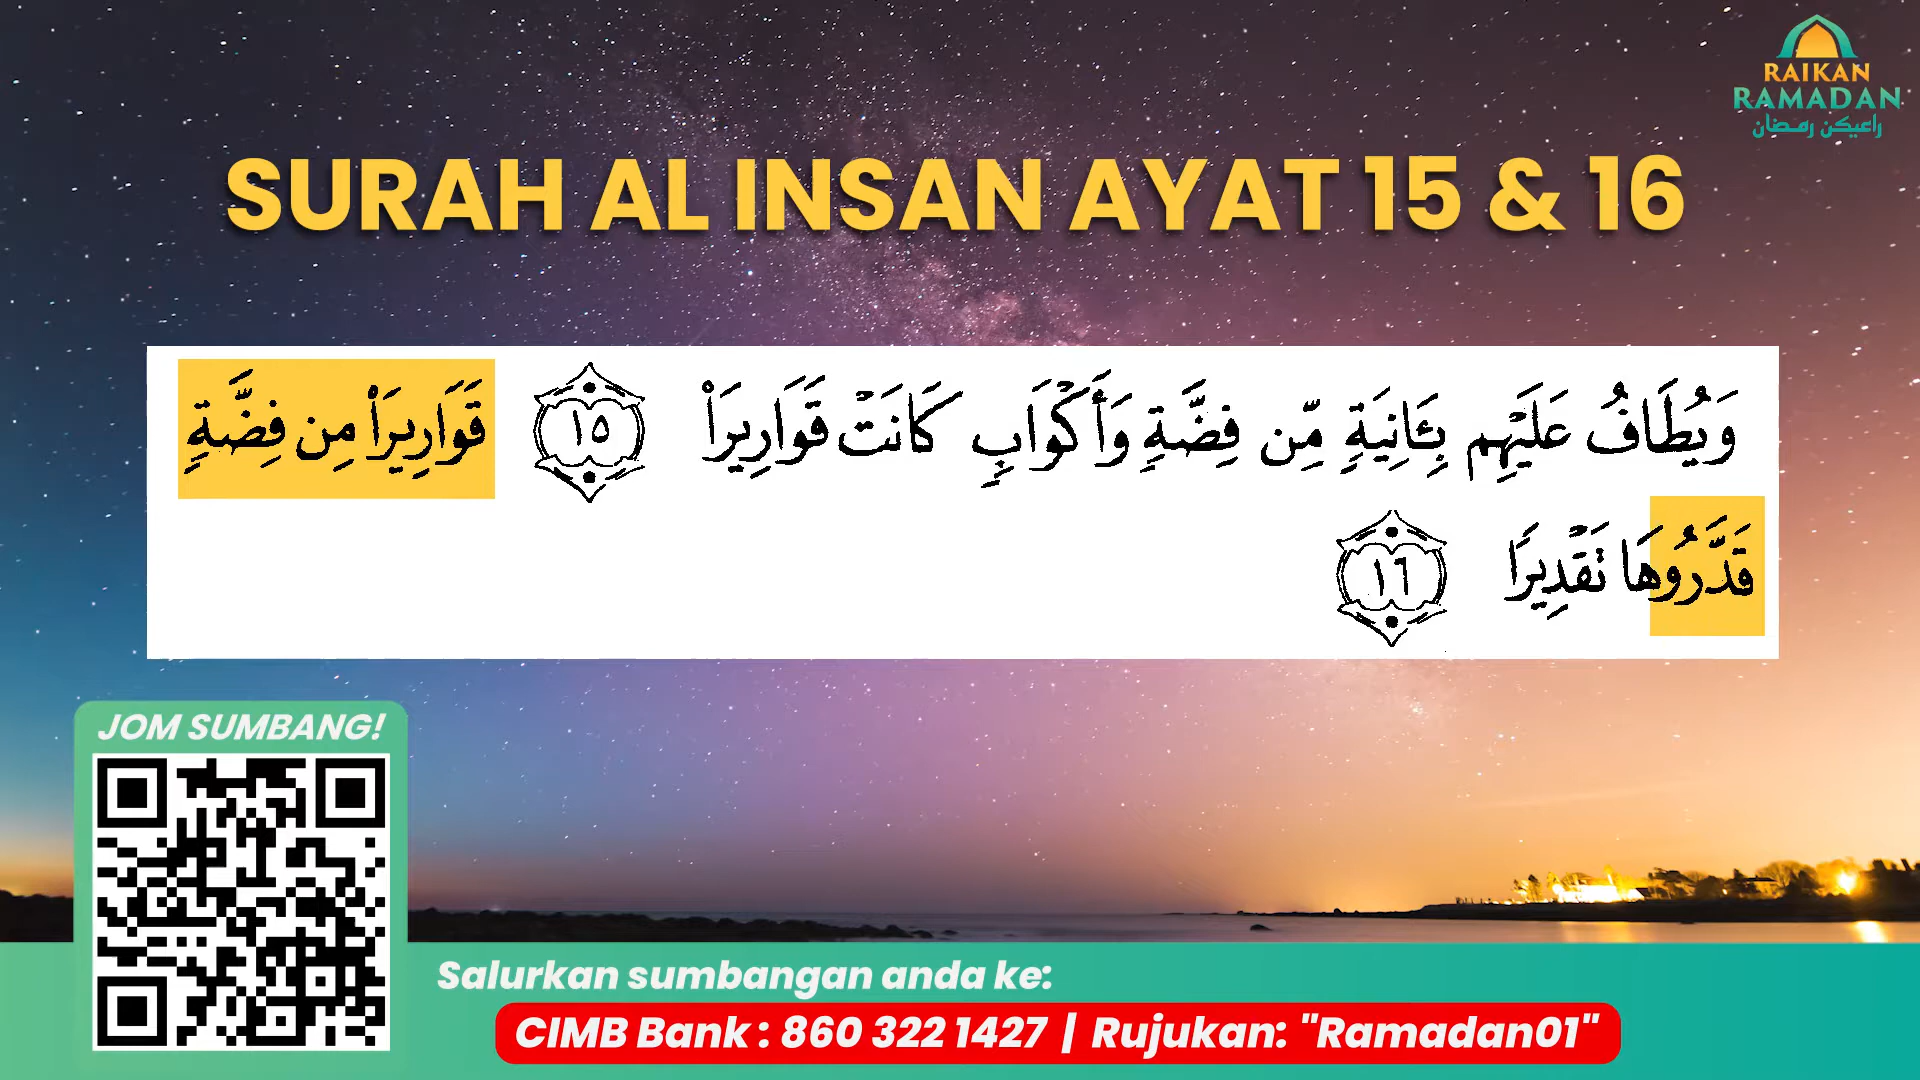 RAIKAN
RAMADAN
راعيكن رمضان
SURAH AL INSAN AYAT 15 & 16
وَيُطَافُ عَلَيْهِم بِـَٔانِيَةٍ مِّن فِضَّةٍ وَأَكْوَابٍ كَانَتْ قَوَارِيرَا۠ ١٥ قَوَارِيرَا۟ مِن فِضَّةٍ
قَدَّرُوهَا تَقْدِيرًا ١٦
JOM SUMBANG!
Salurkan sumbangan anda ke:
CIMB Bank : 860 322 1427 | Rujukan: "Ramadan01"